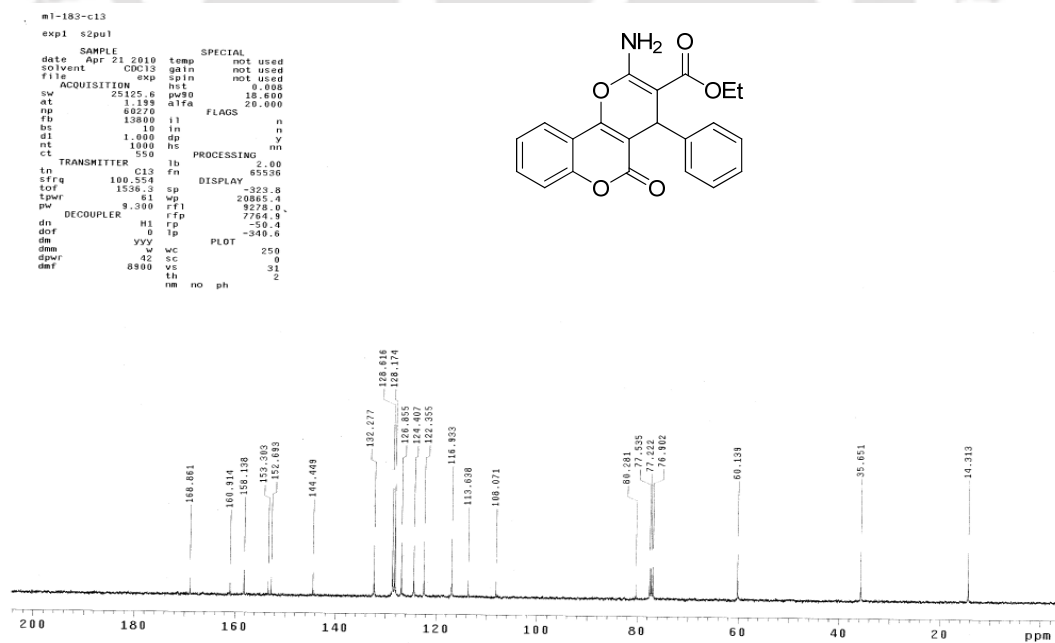 m1-183-c13
exp1 s2pul
SAMPLE
date Apr 21 2010
solvent CDC13
file exp
ACQUISITION
sw 25125.6
at 1.199
np 60270
fb 13800
bs 10
d1 1.000
nt 1000
ct 550
TRANSMITTER
tn C13
sfrq 100.554
tof 1536.3
tpwr 61
pw 9.300
DECOUPLER
dn H1
dof 0
dm yyy
dmm w
dpwr 42
dmf 8900
SPECIAL
temp not used
gain not used
spin not used
hst 0.008
pw90 18.600
alfa 20.000
FLAGS
il n
in n
dp y
hs nn
PROCESSING
lb 2.00
fn 65536
DISPLAY
sp -323.8
wp 20865.4
rfl 9278.0
rfp 7764.9
rp -50.4
lp -340.6
PLOT
wc 250
sc 0
vs 31
th 2
nm no ph
NH2 O
O OEt
O O
168.861
160.914
158.138
153.303
152.693
144.449
132.277
128.616
128.174
126.855
124.407
122.355
116.933
113.638
108.071
80.281
77.535
77.222
76.902
60.139
35.651
14.313
200 180 160 140 120 100 80 60 40 20 ppm